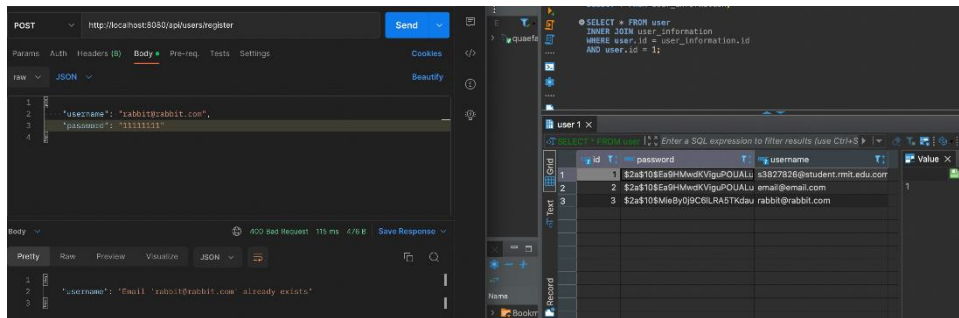 POST
http://localhost:8080/api/users/register
Send
Params Auth Headers (8) Body Pre-req. Tests Settings
Cookies
raw JSON
Beautify
1 {
2 "username": "rabbit@rabbit.com",
3 "password": "11111111"
4 }
Body
400 Bad Request 115 ms 476 B Save Response
Pretty Raw Preview Visualize JSON
1 {
2 "username": "Email 'rabbit@rabbit.com' already exists"
3 }
quaefa
Name
Bookm
SELECT * FROM user
INNER JOIN user_information
WHERE user.id = user_information.id
AND user.id = 1;
user 1
SELECT * FROM user Enter a SQL expression to filter results (use Ctrl+S
Grid
Text
Record
id password username
1 1 $2a$10$Ea9HMwdKViguPOUALu s3827826@student.rmit.edu.com
2 2 $2a$10$Ea9HMwdKViguPOUALu email@email.com
3 3 $2a$10$MieBy0j9C6ILRA5TKdau rabbit@rabbit.com
Value
1